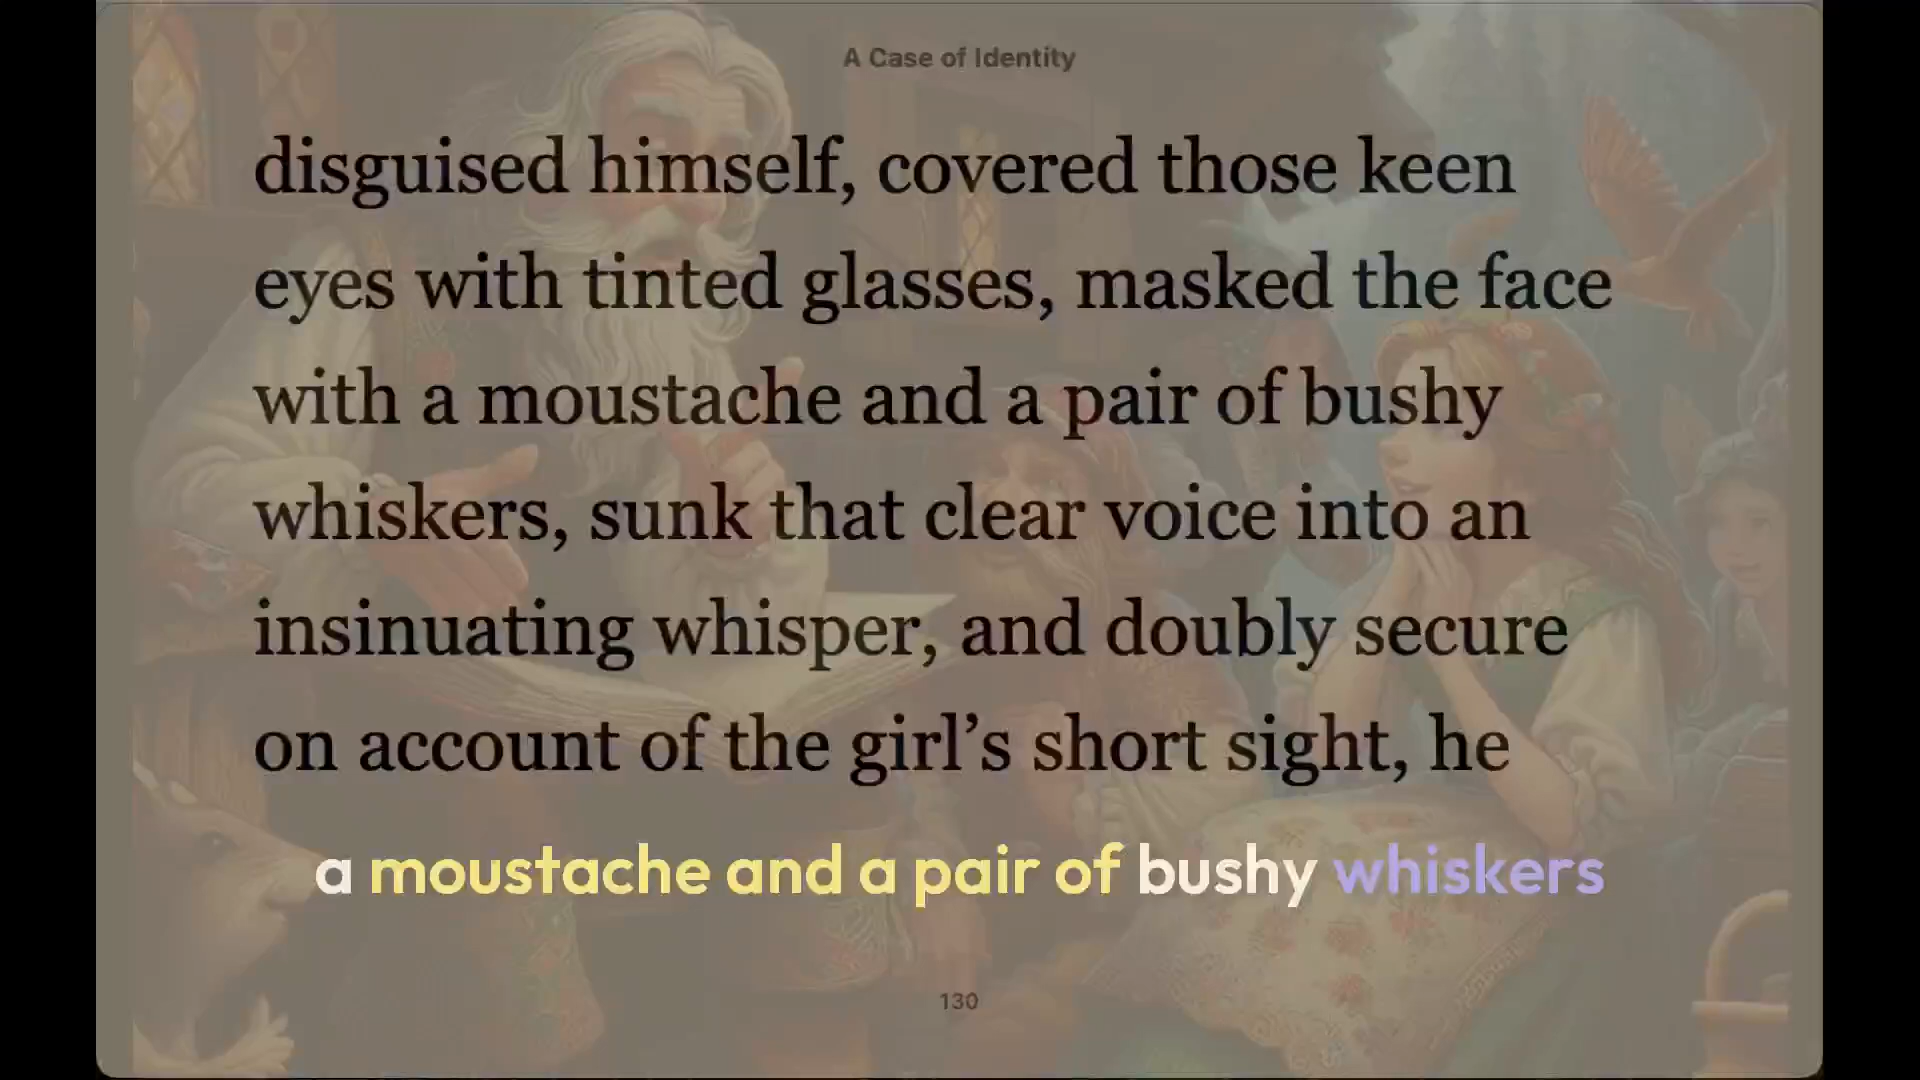 A Case of Identity
disguised himself, covered those keen
eyes with tinted glasses, masked the face
with a moustache and a pair of bushy
whiskers, sunk that clear voice into an
insinuating whisper, and doubly secure
on account of the girl’s short sight, he
a moustache and a pair of bushy whiskers
130